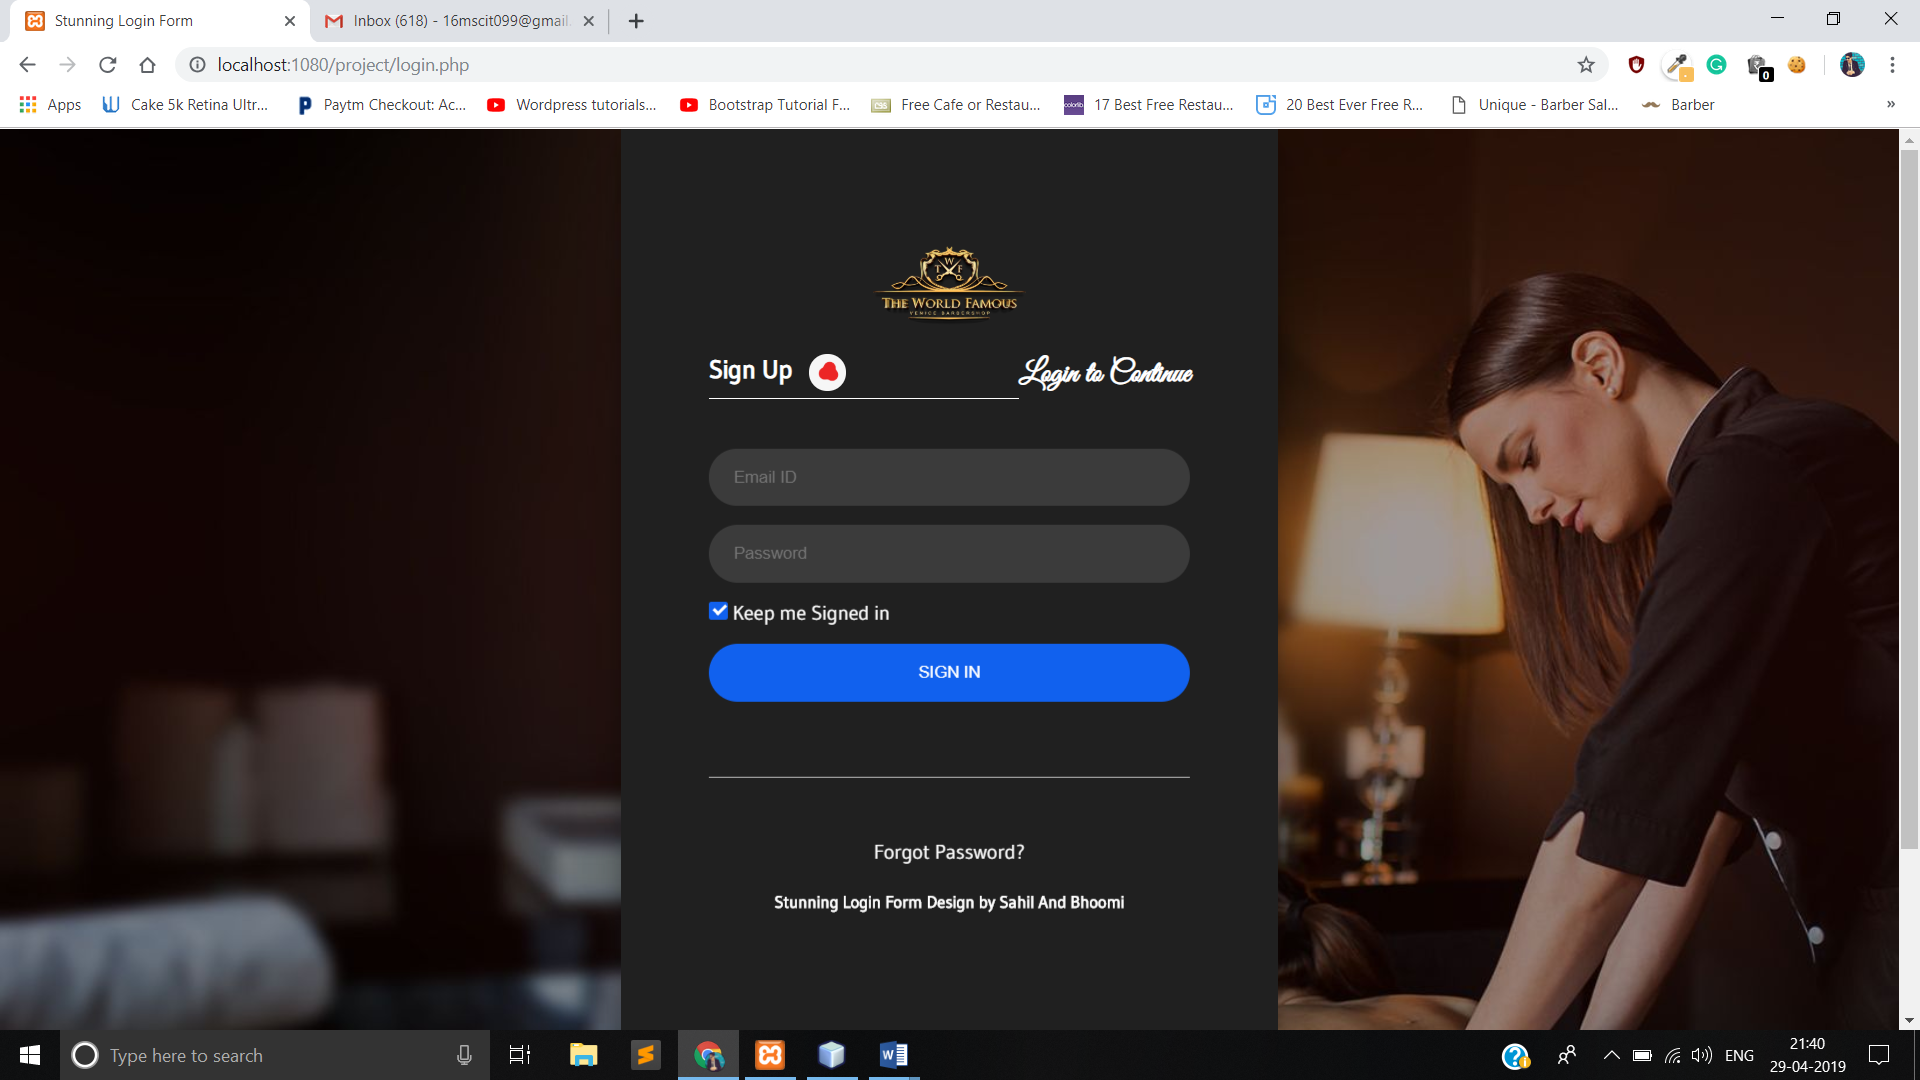 Stunning Login Form
Inbox (618) - 16mscit099@gmail.
localhost:1080/project/login.php
0
Apps
Cake 5k Retina Ultr...
Paytm Checkout: Ac...
Wordpress tutorials...
Bootstrap Tutorial F...
Free Cafe or Restau...
17 Best Free Restau...
20 Best Ever Free R...
Unique - Barber Sal...
Barber
»
T W F
THE WORLD FAMOUS
VENICE BARBERSHOP
Sign Up
Login to Continue
Email ID
Password
Keep me Signed in
SIGN IN
Forgot Password?
Stunning Login Form Design by Sahil And Bhoomi
Type here to search
ENG
21:40
29-04-2019